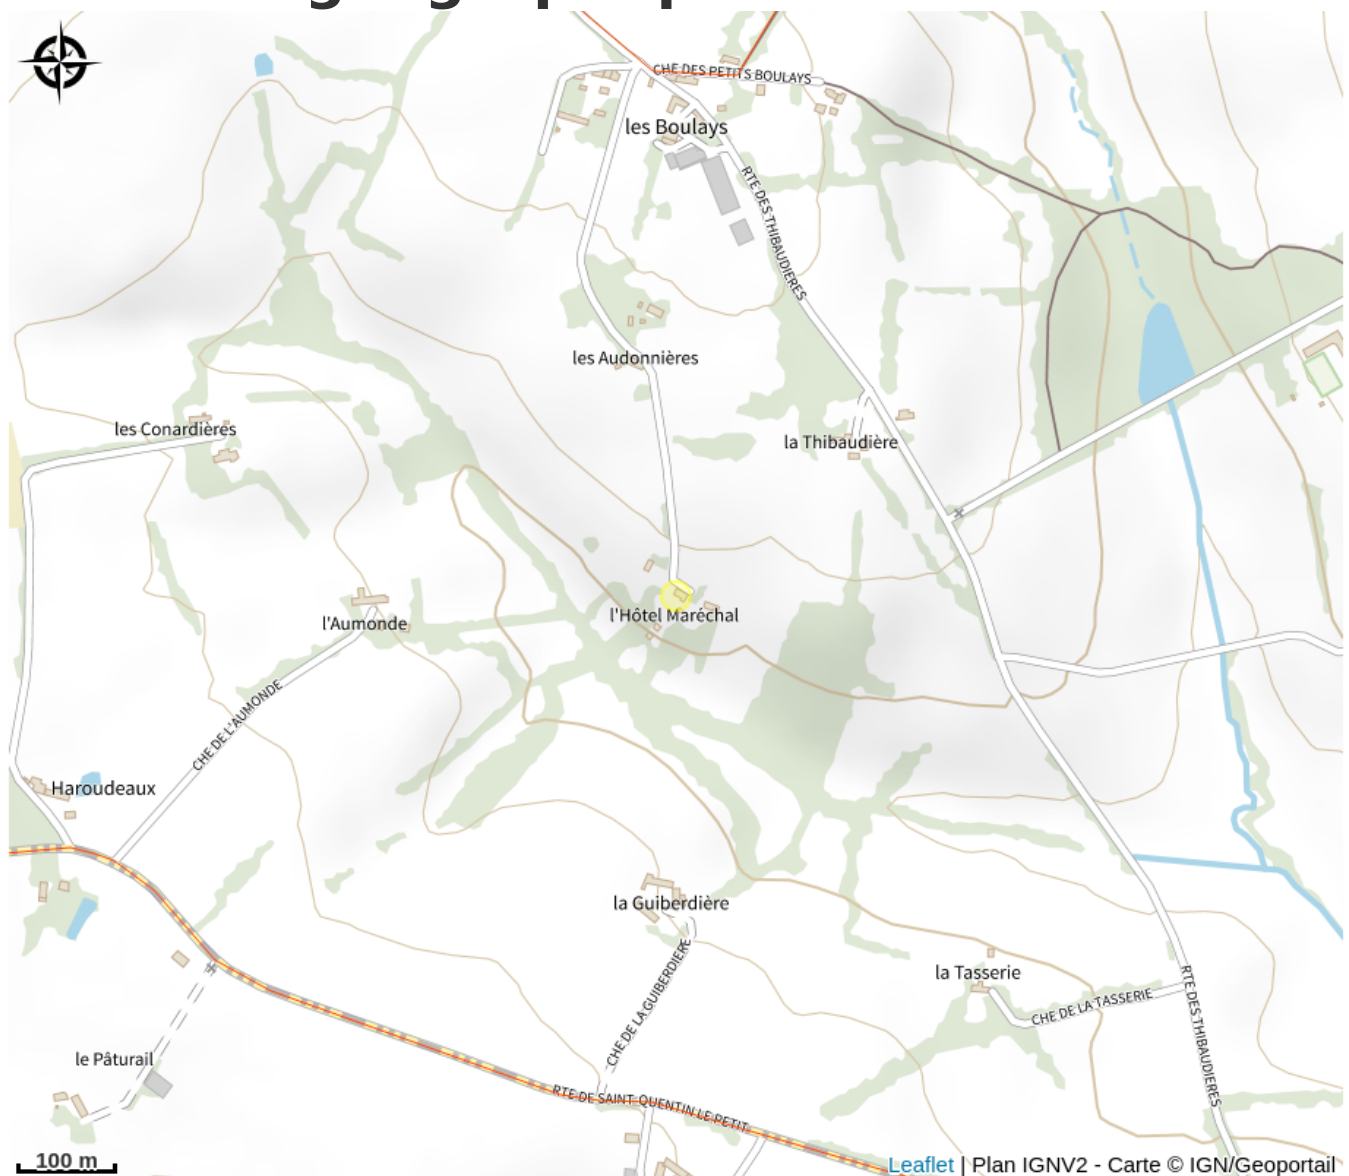 CHE DES PETITS BOULAYS
les Boulays
RTE DES THIBAUDIERES
les Audonnières
les Conardières
la Thibaudière
l'Hôtel Maréchal
l'Aumonde
CHE DE L'AUMONDE
Haroudeaux
la Guiberdière
CHE DE LA GUIBERDIERE
la Tasserie
CHE DE LA TASSERIE
RTE DES THIBAUDIERES
le Pâturail
RTE DE SAINT-QUENTIN LE PETIT
100 m
Leaflet | Plan IGNV2 - Carte © IGN/Geoportail